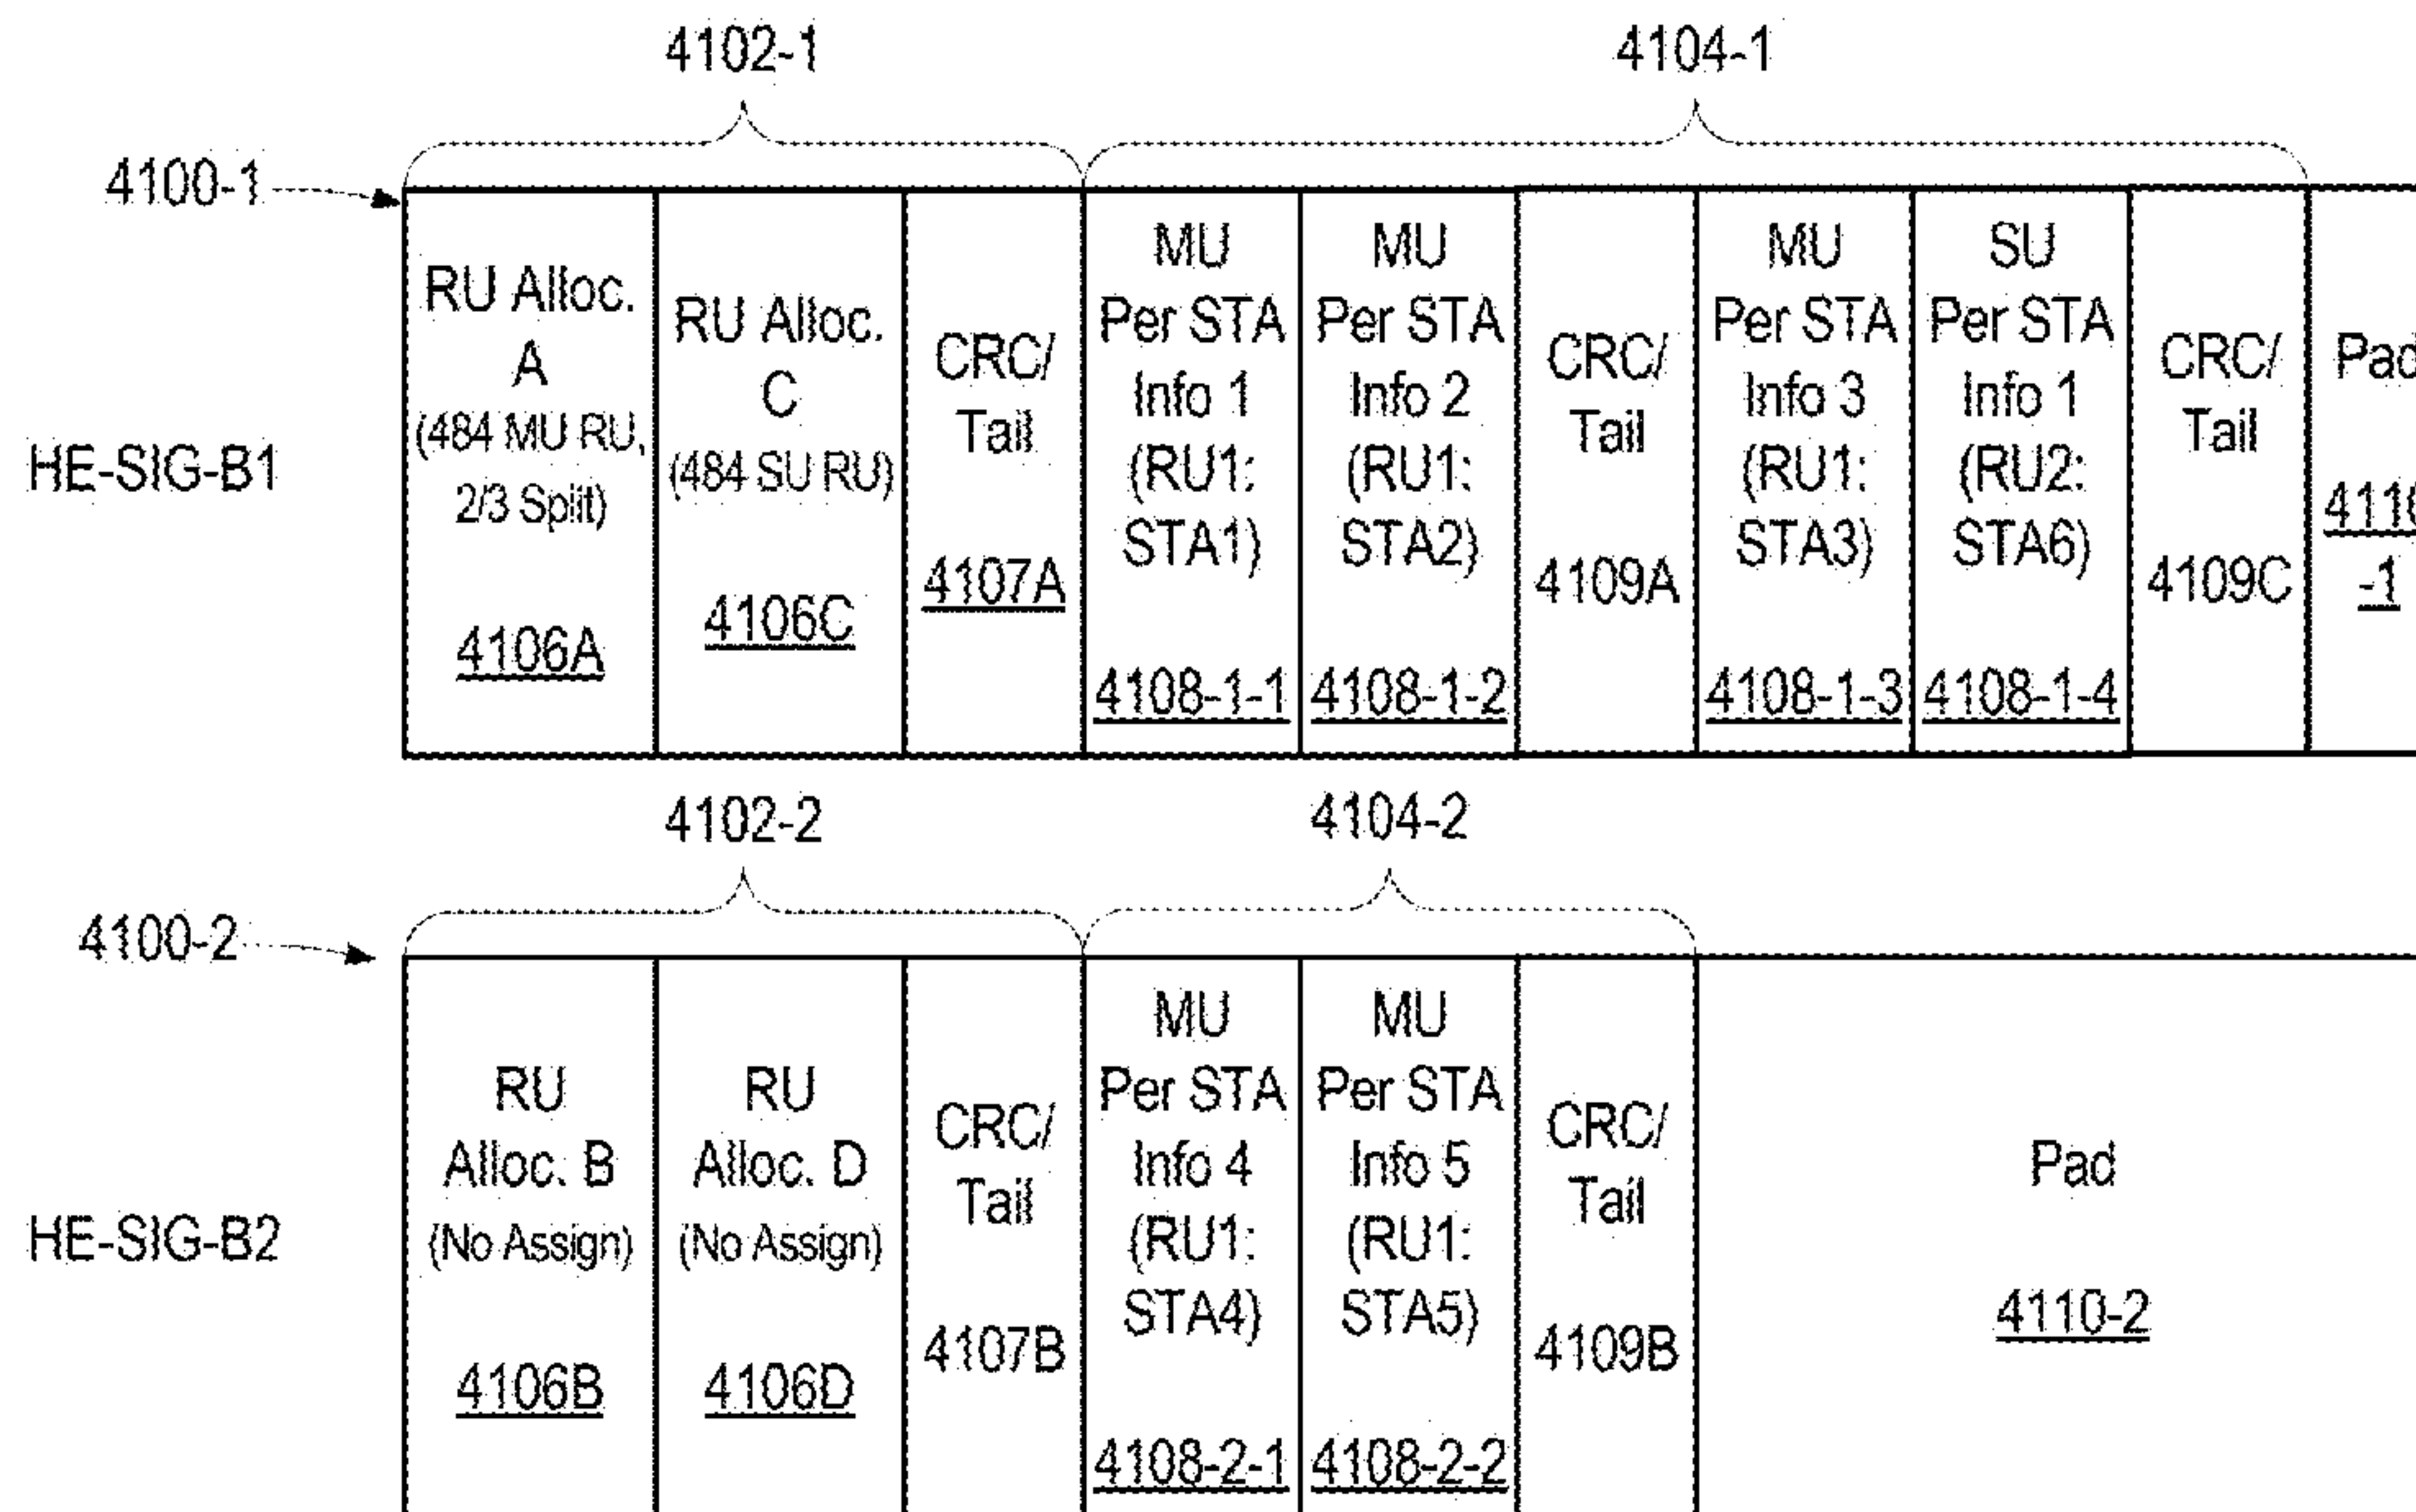 4102-1
4104-1
4100-1
HE-SIG-B1
RU Alloc.
A
(484 MU RU,
2/3 Split)
4106A
RU Alloc.
C
(484 SU RU)
4106C
CRC/
Tail
4107A
MU
Per STA
Info 1
(RU1:
STA1)
4108-1-1
MU
Per STA
Info 2
(RU1:
STA2)
4108-1-2
CRC/
Tail
4109A
MU
Per STA
Info 3
(RU1:
STA3)
4108-1-3
SU
Per STA
Info 1
(RU2:
STA6)
4108-1-4
CRC/
Tail
4109C
Pad
4110
-1
4102-2
4104-2
4100-2
HE-SIG-B2
RU
Alloc. B
(No Assign)
4106B
RU
Alloc. D
(No Assign)
4106D
CRC/
Tail
4107B
MU
Per STA
Info 4
(RU1:
STA4)
4108-2-1
MU
Per STA
Info 5
(RU1:
STA5)
4108-2-2
CRC/
Tail
4109B
Pad
4110-2